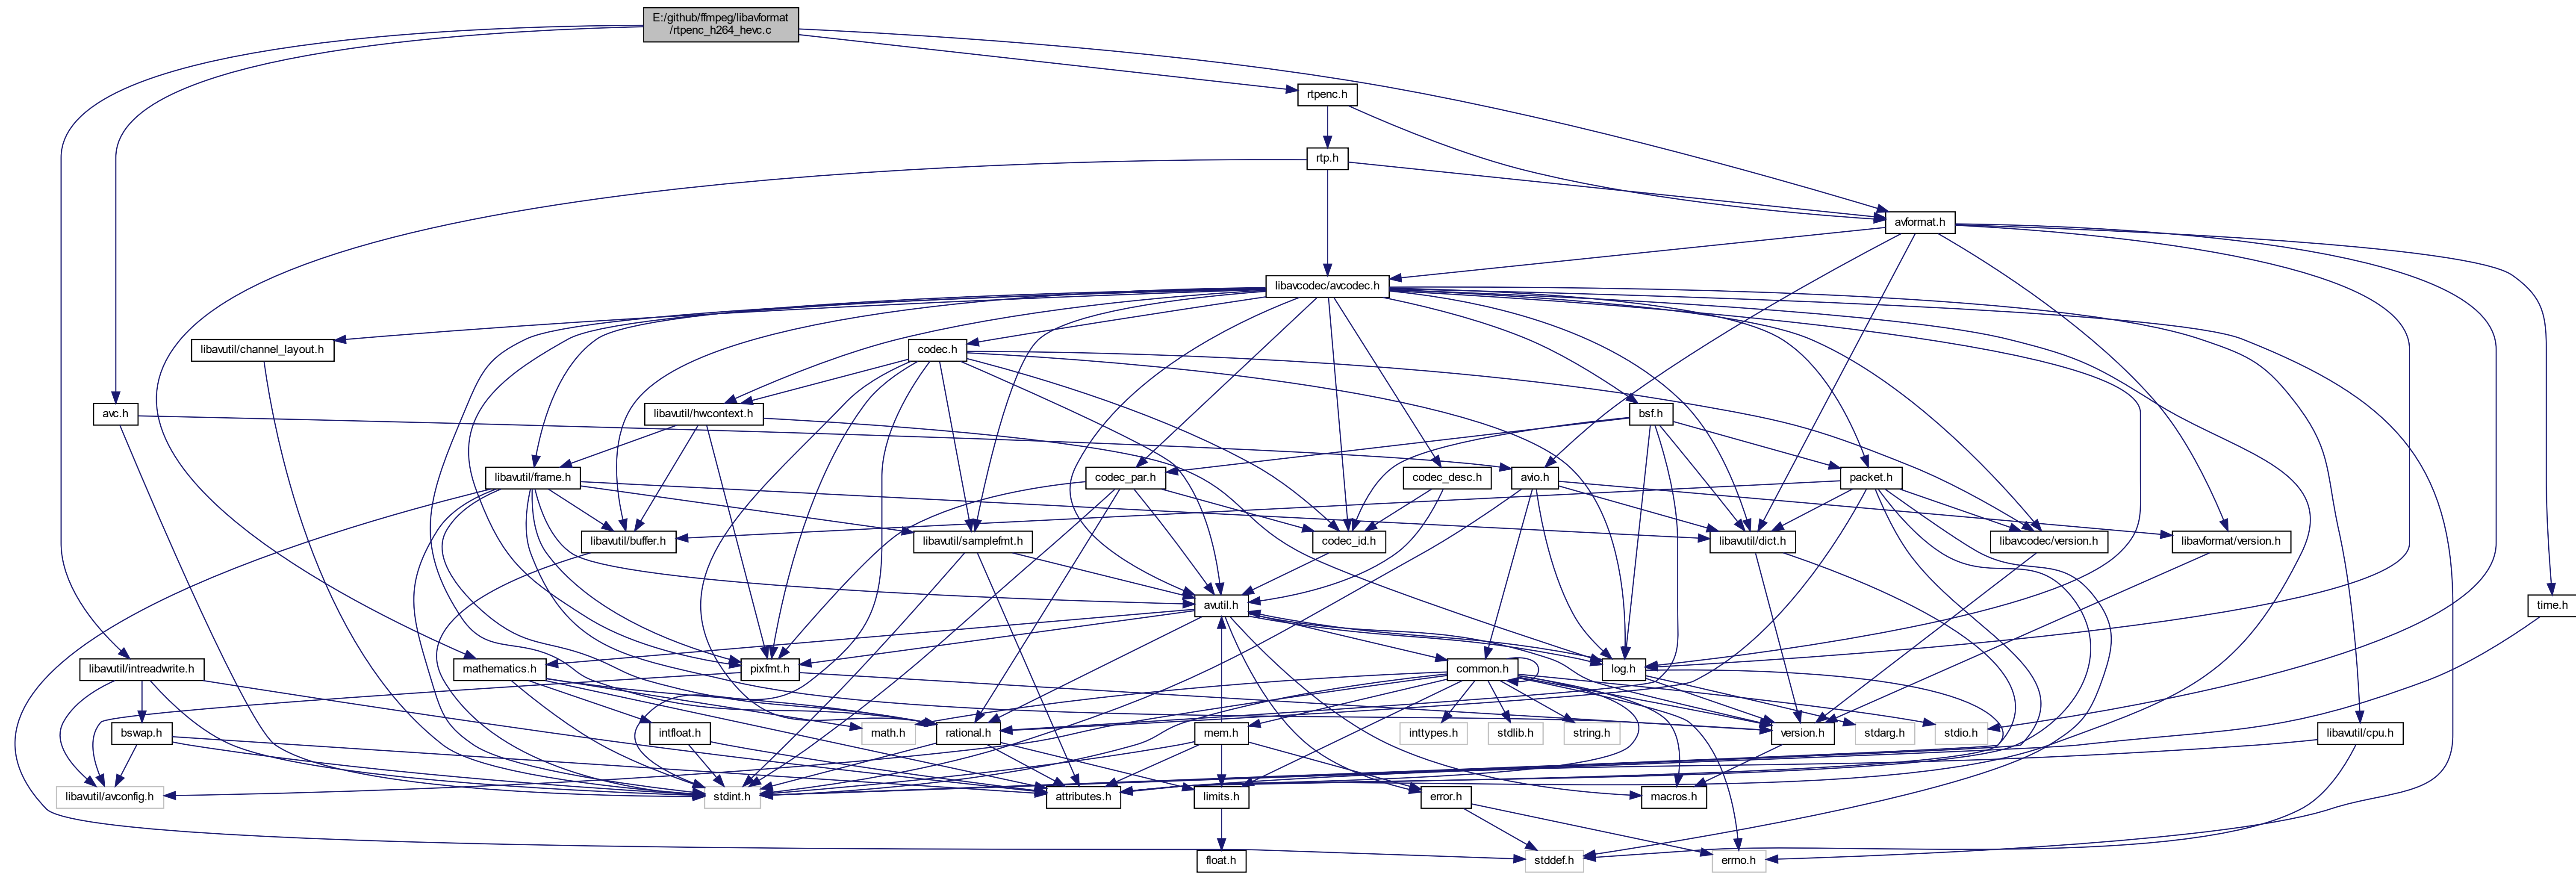 E:/github/ffmpeg/libavformat
/rtpenc_h264_hevc.c
rtpenc.h
rtp.h
avformat.h
libavcodec/avcodec.h
libavutil/channel_layout.h
codec.h
avc.h
libavutil/hwcontext.h
bsf.h
libavutil/frame.h
codec_par.h
codec_desc.h
avio.h
packet.h
libavutil/buffer.h
libavutil/samplefmt.h
codec_id.h
libavutil/dict.h
libavcodec/version.h
libavformat/version.h
avutil.h
time.h
libavutil/intreadwrite.h
mathematics.h
pixfmt.h
common.h
log.h
bswap.h
intfloat.h
math.h
rational.h
mem.h
inttypes.h
stdlib.h
string.h
version.h
stdarg.h
stdio.h
libavutil/cpu.h
libavutil/avconfig.h
stdint.h
attributes.h
limits.h
error.h
macros.h
float.h
stddef.h
errno.h